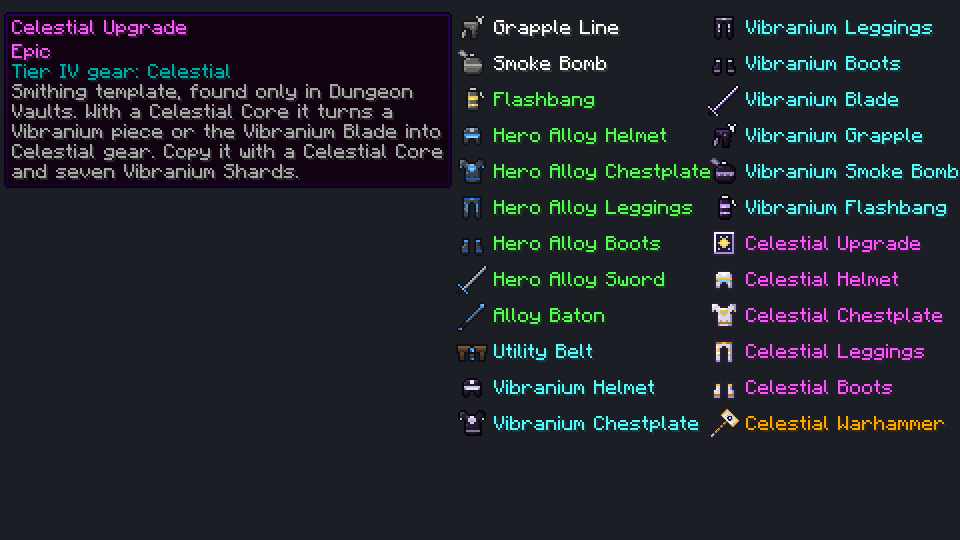 Celestial Upgrade
Epic
Tier IV gear: Celestial
Smithing template, found only in Dungeon
Vaults. With a Celestial Core it turns a
Vibranium piece or the Vibranium Blade into
Celestial gear. Copy it with a Celestial Core
and seven Vibranium Shards.
Grapple Line
Smoke Bomb
Flashbang
Hero Alloy Helmet
Hero Alloy Chestplate
Hero Alloy Leggings
Hero Alloy Boots
Hero Alloy Sword
Alloy Baton
Utility Belt
Vibranium Helmet
Vibranium Chestplate
Vibranium Leggings
Vibranium Boots
Vibranium Blade
Vibranium Grapple
Vibranium Smoke Bomb
Vibranium Flashbang
Celestial Upgrade
Celestial Helmet
Celestial Chestplate
Celestial Leggings
Celestial Boots
Celestial Warhammer